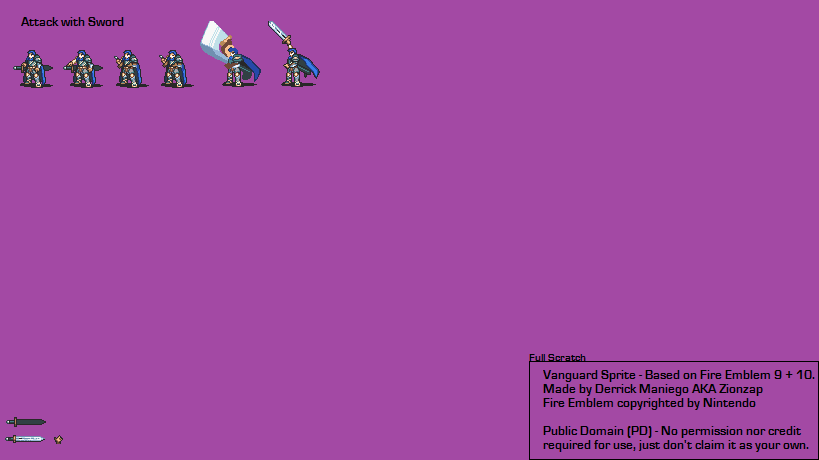 Attack with Sword
Full Scratch
Vanguard Sprite - Based on Fire Emblem 9 + 10.
Made by Derrick Maniego AKA Zionzap
Fire Emblem copyrighted by Nintendo
Public Domain (PD) - No permission nor credit
required for use, just don't claim it as your own.